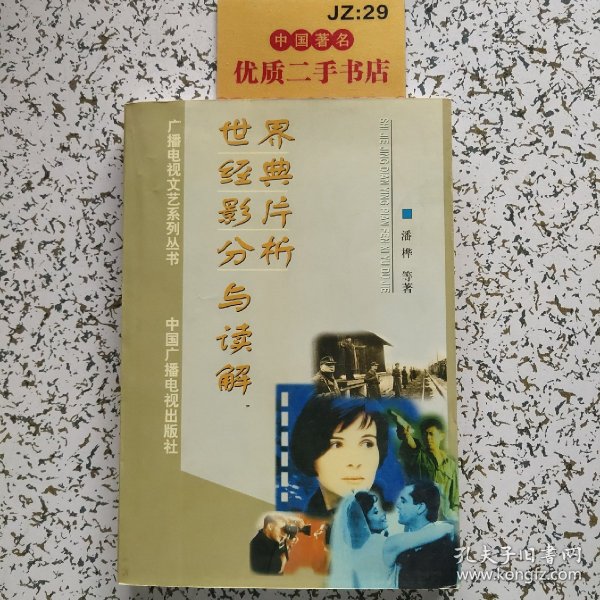 JZ:29
中国著名
优质二手书店
世界
经典
影片
分析
与读解
广播电视文艺系列丛书
中国广播电视出版社
潘桦 等著
孔夫子旧书网
www.kongfz.com